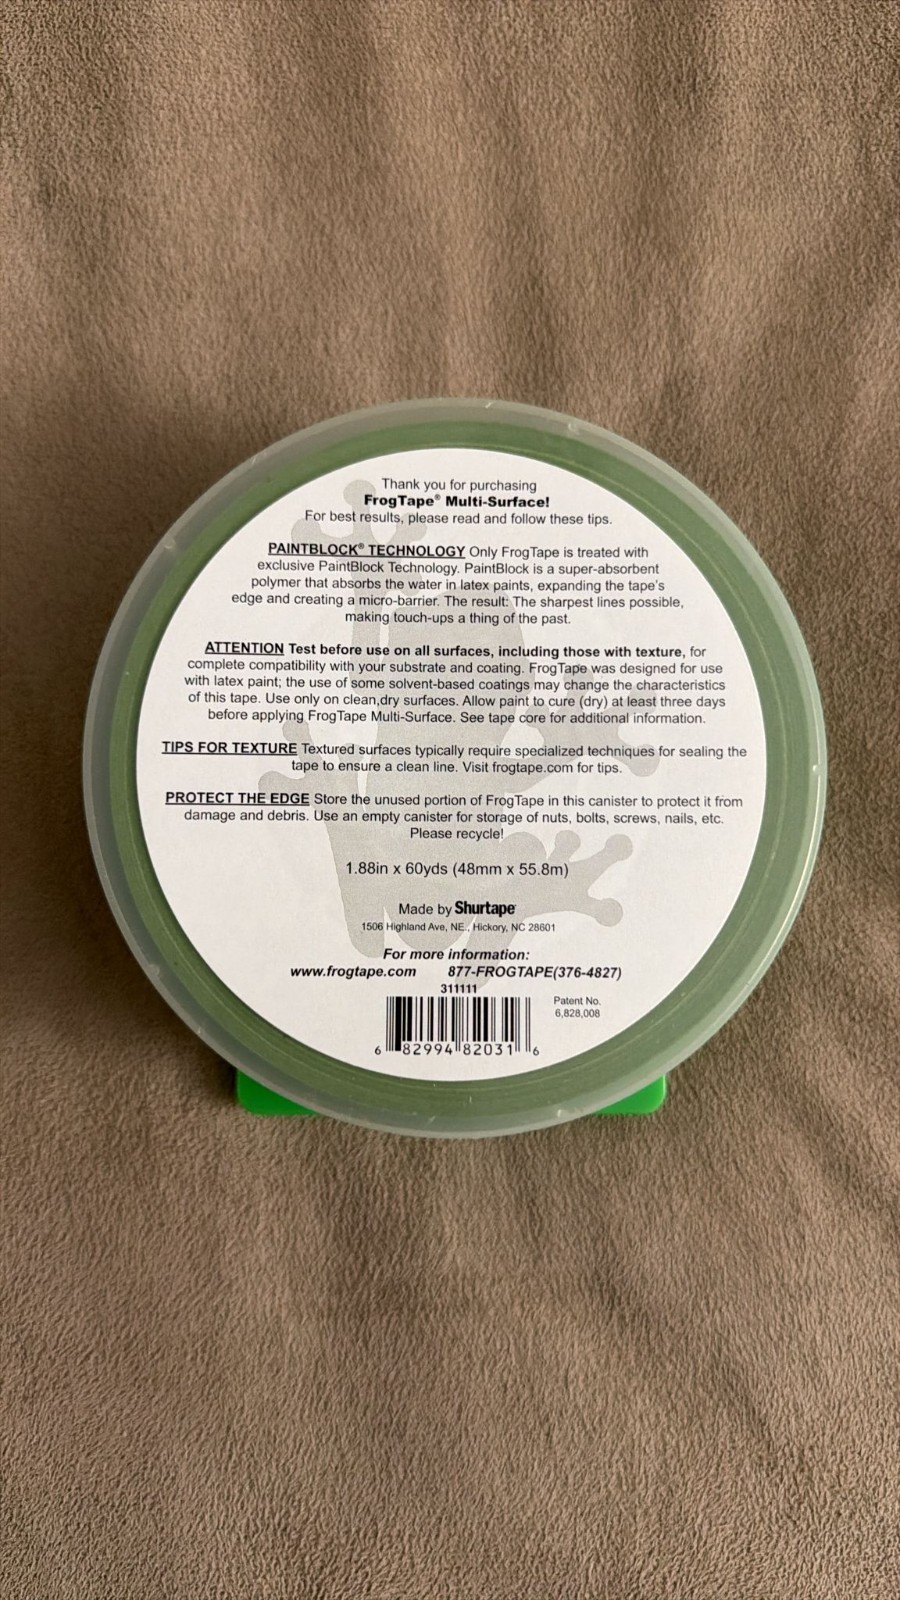 Thank you for purchasing
FrogTape® Multi-Surface!
For best results, please read and follow these tips.
PAINTBLOCK® TECHNOLOGY Only FrogTape is treated with
exclusive PaintBlock Technology. PaintBlock is a super-absorbent
polymer that absorbs the water in latex paints, expanding the tape's
edge and creating a micro-barrier. The result: The sharpest lines possible,
making touch-ups a thing of the past.
ATTENTION Test before use on all surfaces, including those with texture, for
complete compatibility with your substrate and coating. FrogTape was designed for use
with latex paint; the use of some solvent-based coatings may change the characteristics
of this tape. Use only on clean,dry surfaces. Allow paint to cure (dry) at least three days
before applying FrogTape Multi-Surface. See tape core for additional information.
TIPS FOR TEXTURE Textured surfaces typically require specialized techniques for sealing the
tape to ensure a clean line. Visit frogtape.com for tips.
PROTECT THE EDGE Store the unused portion of FrogTape in this canister to protect it from
damage and debris. Use an empty canister for storage of nuts, bolts, screws, nails, etc.
Please recycle!
1.88in x 60yds (48mm x 55.8m)
Made by Shurtape
1506 Highland Ave, NE., Hickory, NC 28601
For more information:
www.frogtape.com 877-FROGTAPE(376-4827)
311111
Patent No.
6,828,008
6 82994 82031 6